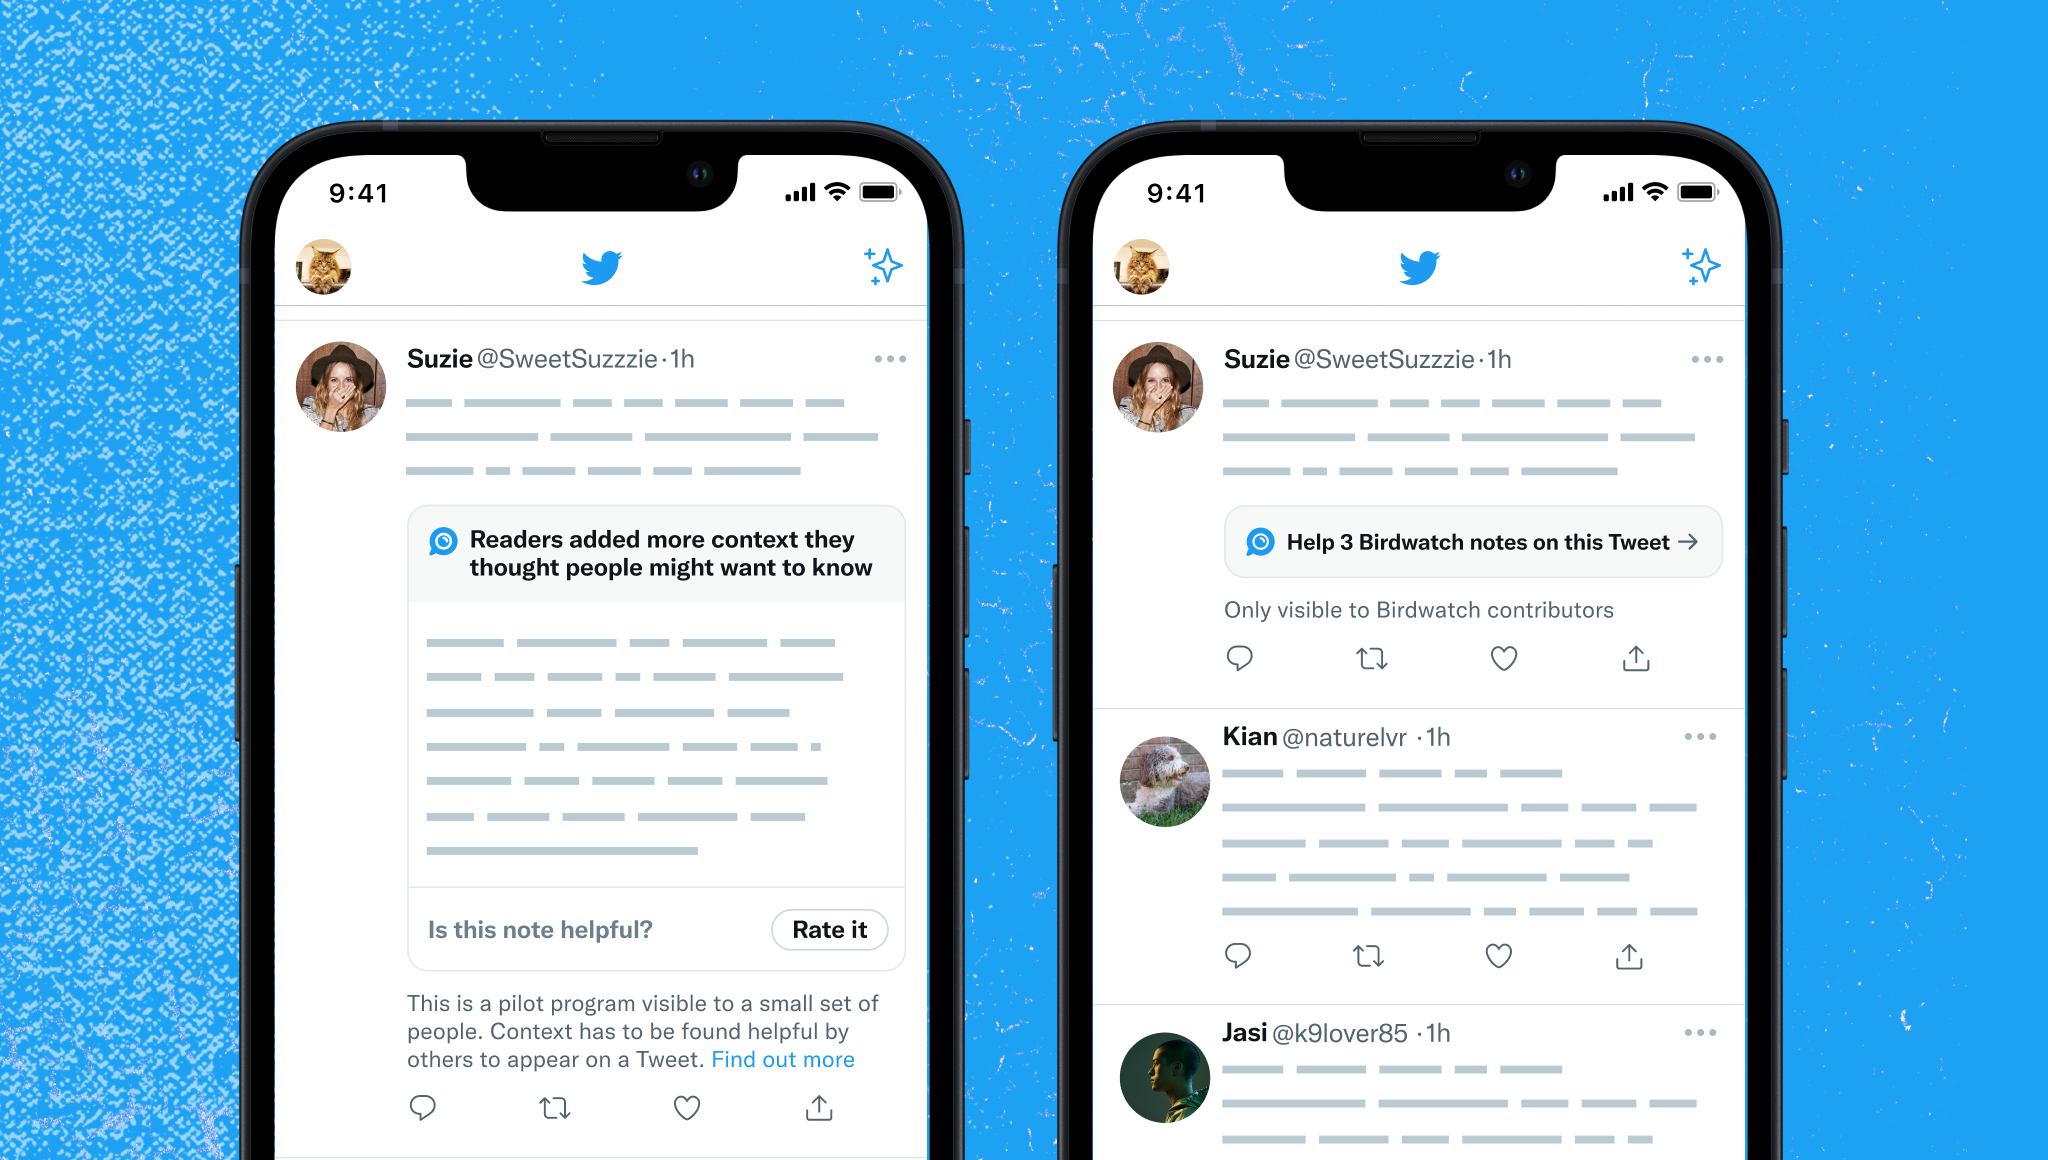 9:41
Suzie @SweetSuzzzie · 1h
Readers added more context they
thought people might want to know
Is this note helpful?
Rate it
This is a pilot program visible to a small set of
people. Context has to be found helpful by
others to appear on a Tweet. Find out more
9:41
Suzie @SweetSuzzzie · 1h
Help 3 Birdwatch notes on this Tweet →
Only visible to Birdwatch contributors
Kian @naturelvr · 1h
Jasi @k9lover85 · 1h